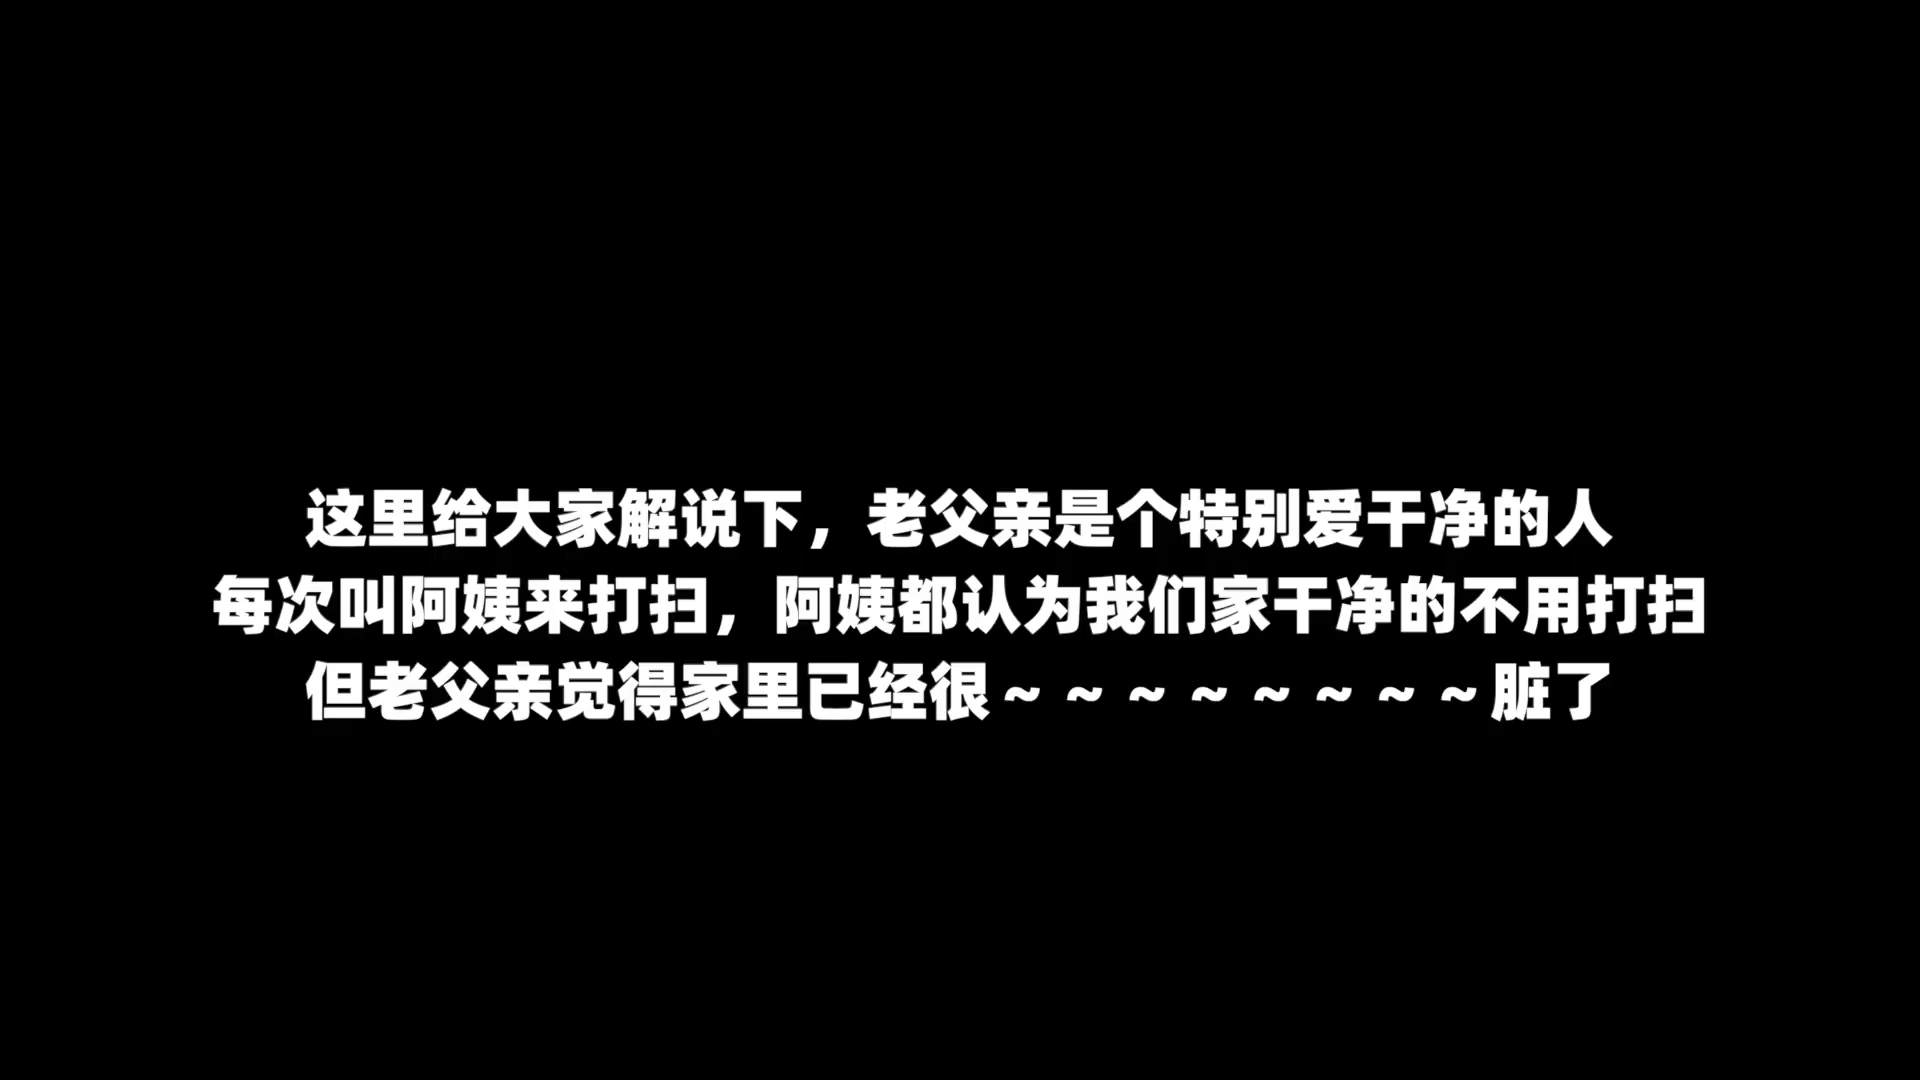 这里给大家解说下，老父亲是个特别爱干净的人
每次叫阿姨来打扫，阿姨都认为我们家干净的不用打扫
但老父亲觉得家里已经很～～～～～～～～脏了